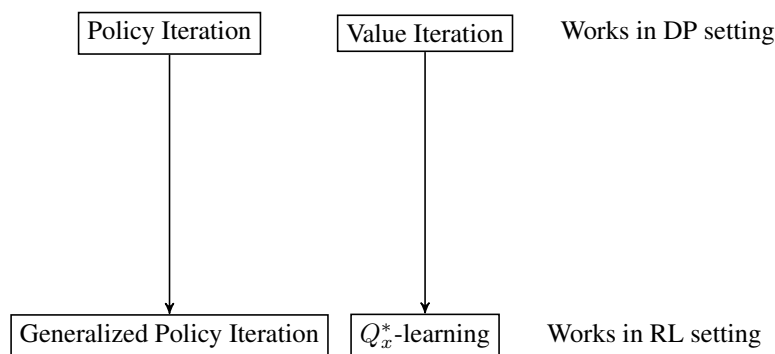 Policy Iteration Value Iteration Works in DP setting
Generalized Policy Iteration $Q_x^*$-learning Works in RL setting